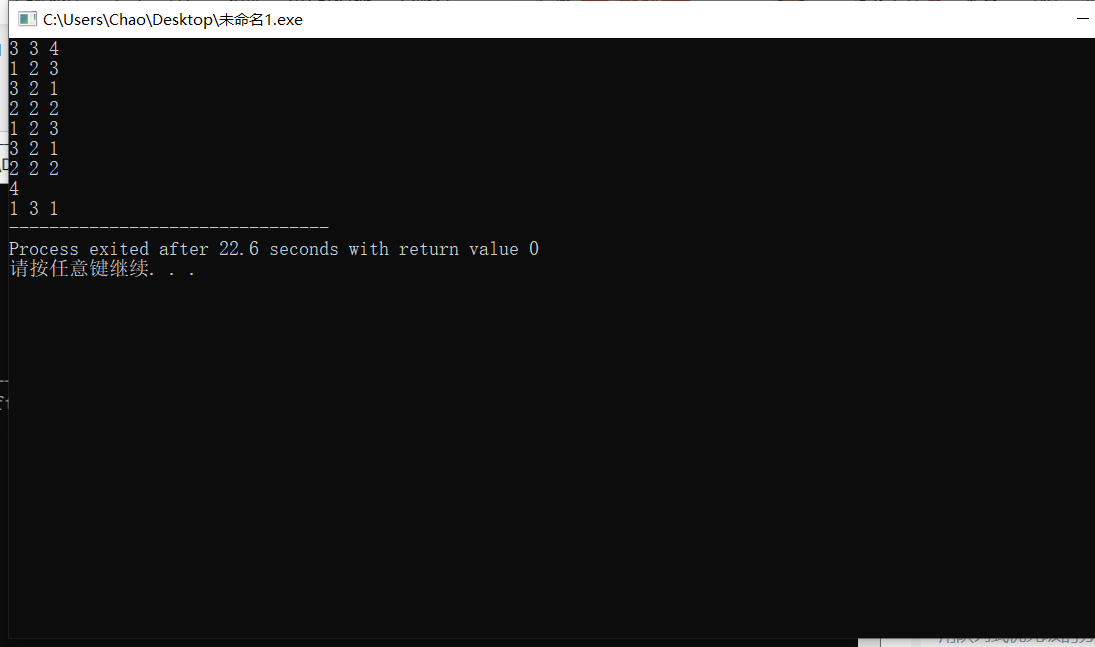 C:\Users\Chao\Desktop\未命名1.exe
3 3 4
1 2 3
3 2 1
2 2 2
1 2 3
3 2 1
2 2 2
4
1 3 1
--------------------------------
Process exited after 22.6 seconds with return value 0
请按任意键继续. . .